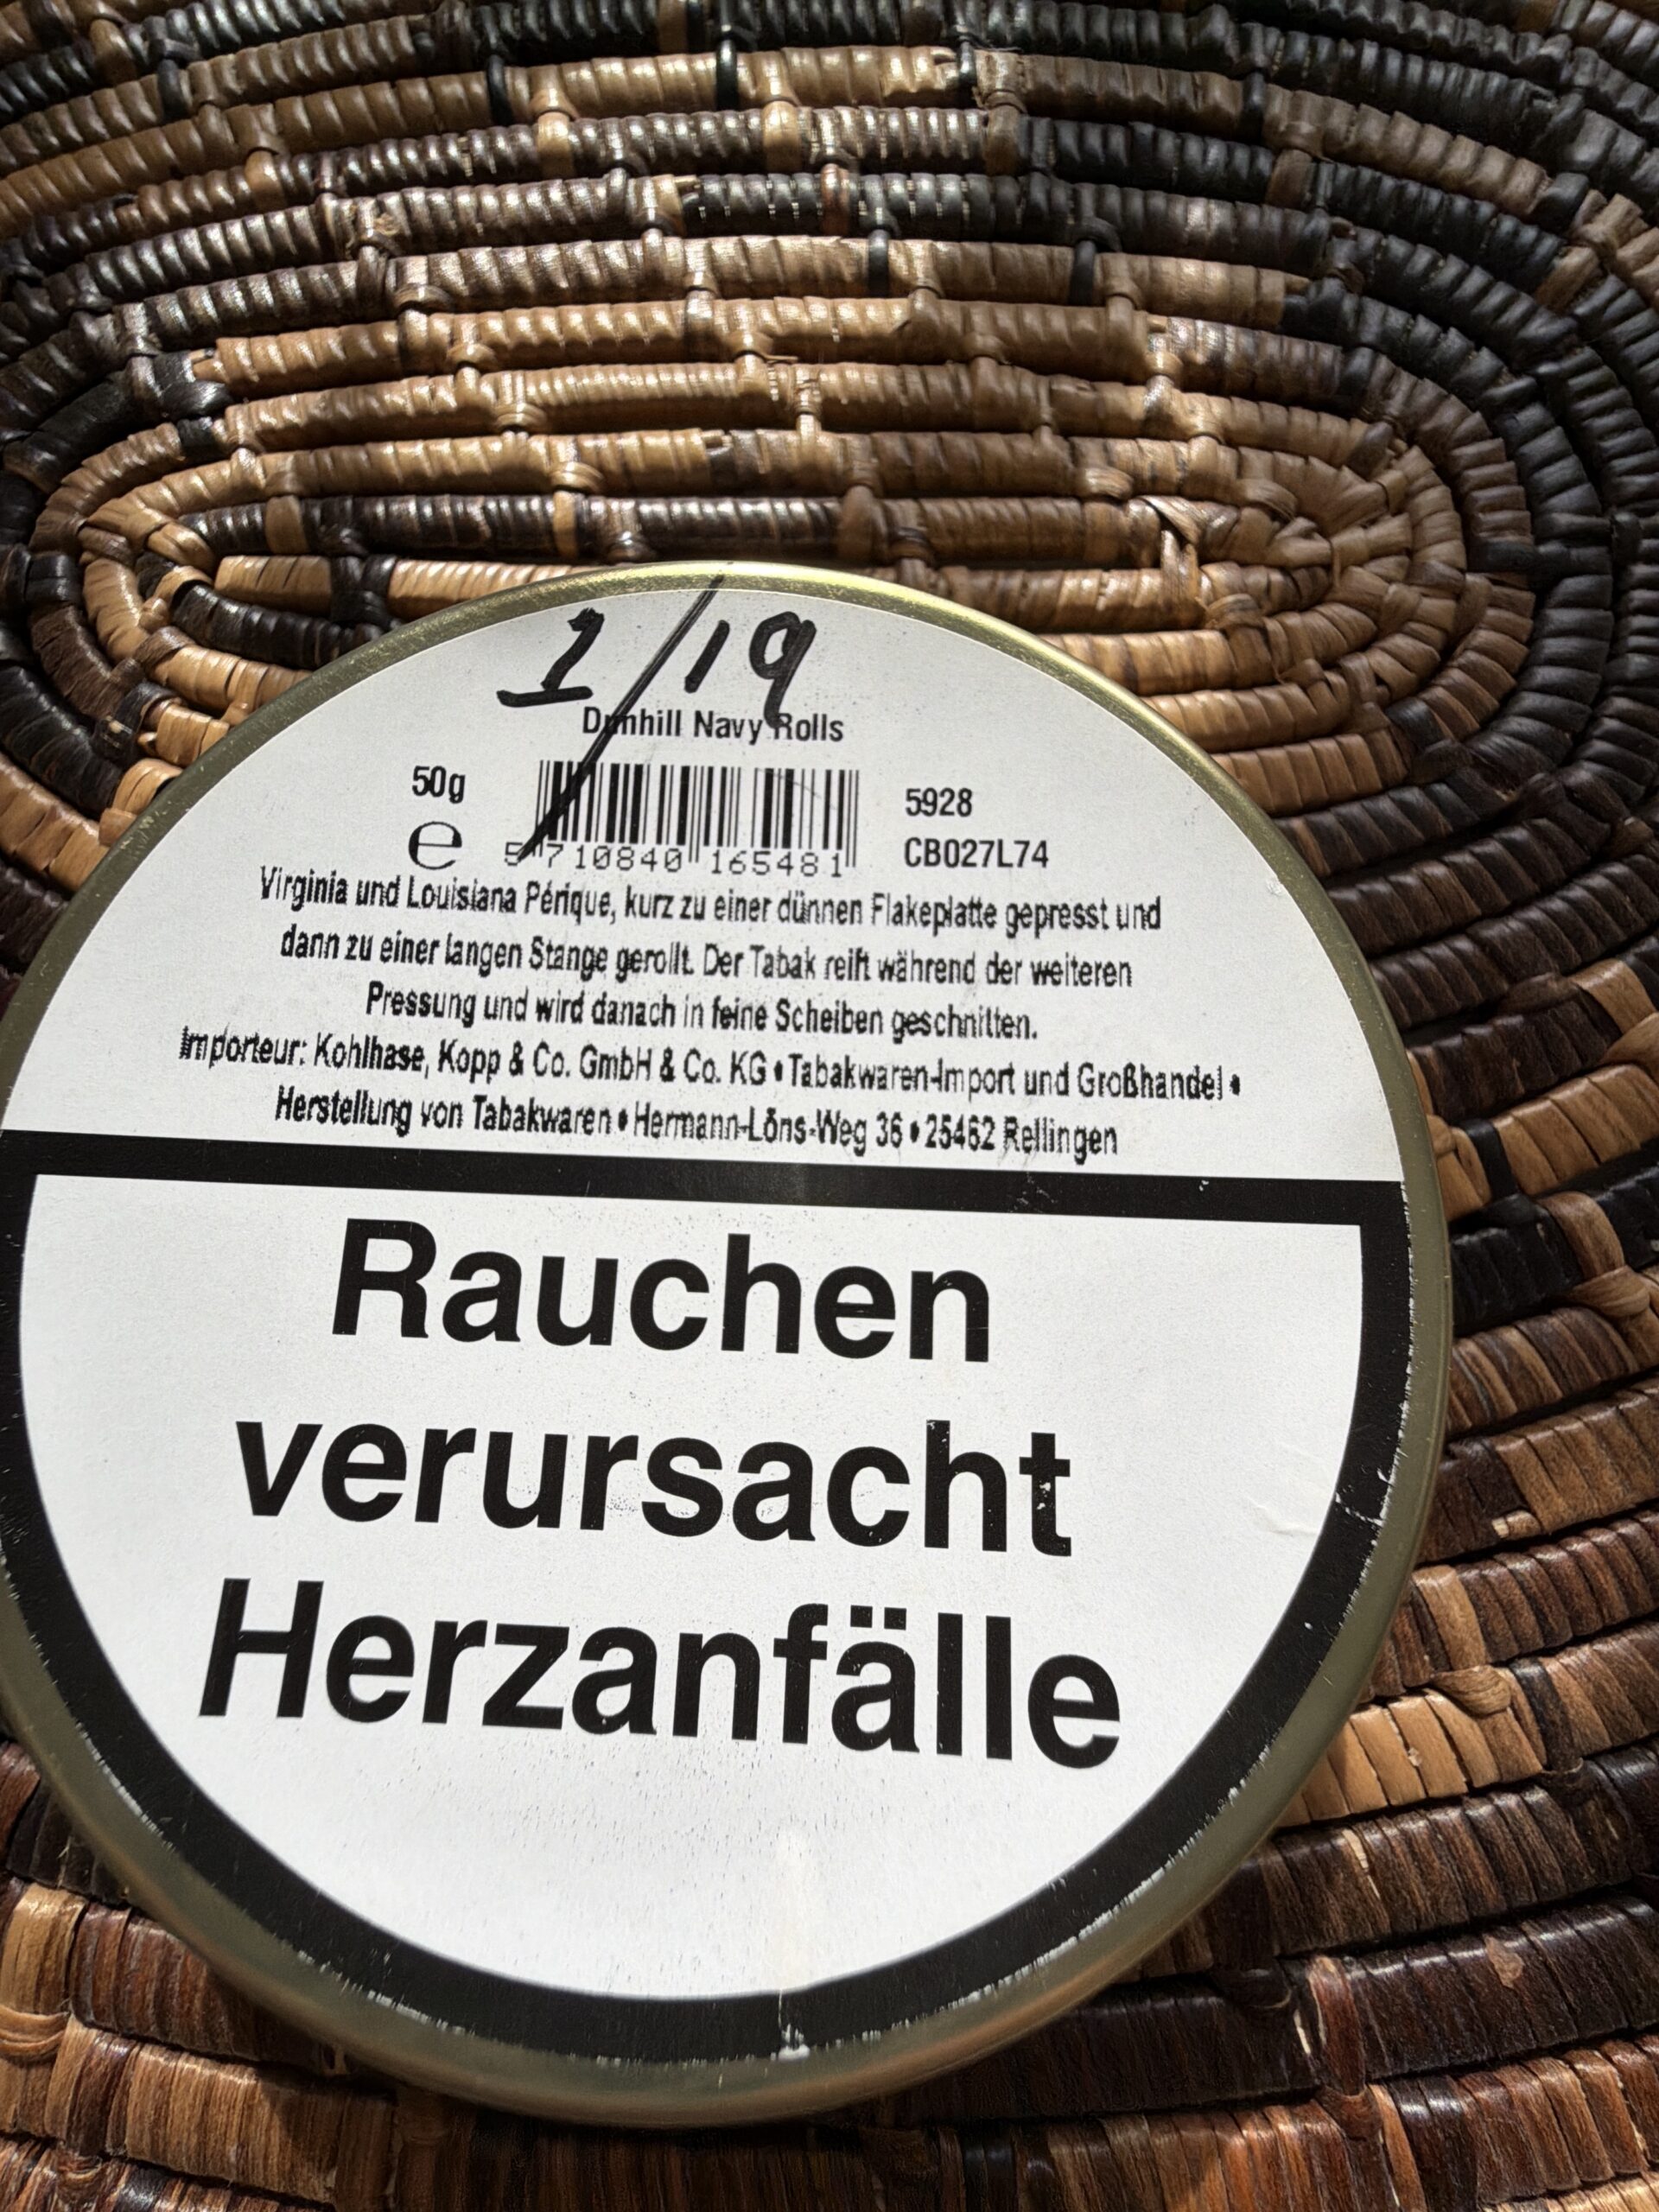 1/19
Dunhill Navy Rolls
50g
5928
e
5 710840 165481
CB027L74
Virginia und Louisiana Périque, kurz zu einer dünnen Flakeplatte gepresst und
dann zu einer langen Stange gerollt. Der Tabak reift während der weiteren
Pressung und wird danach in feine Scheiben geschnitten.
Importeur: Kohlhase, Kopp & Co. GmbH & Co. KG • Tabakwaren-Import und Großhandel •
Herstellung von Tabakwaren • Hermann-Löns-Weg 36 • 25462 Rellingen
Rauchen
verursacht
Herzanfälle